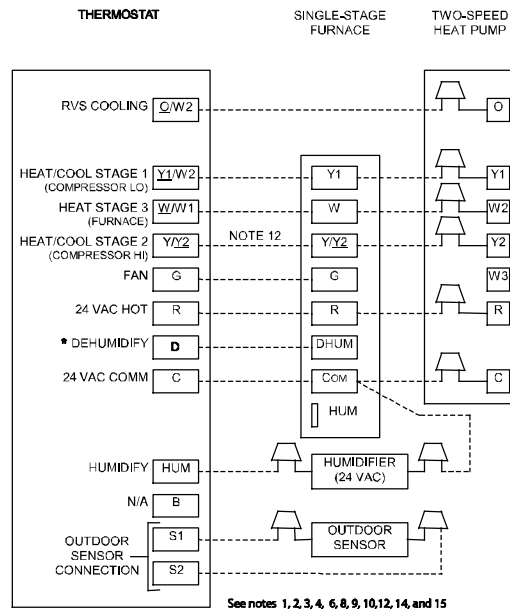 THERMOSTAT
SINGLE-STAGE
FURNACE
TWO-SPEED
HEAT PUMP
RVS COOLING O/W2 O
HEAT/COOL STAGE 1
(COMPRESSOR LO)
Y1/W2 Y1 Y1
HEAT STAGE 3
(FURNACE)
W/W1 W W2
HEAT/COOL STAGE 2
(COMPRESSOR HI)
Y/Y2 NOTE 12 Y/Y2 Y2
FAN G G W3
24 VAC HOT R R R
* DEHUMIDIFY D DHUM
24 VAC COMM C COM C
HUM
HUMIDIFY HUM HUMIDIFIER
(24 VAC)
N/A B
OUTDOOR
SENSOR
CONNECTION
S1
S2
OUTDOOR
SENSOR
See notes 1, 2, 3, 4, 6, 8, 9, 10, 12, 14, and 15